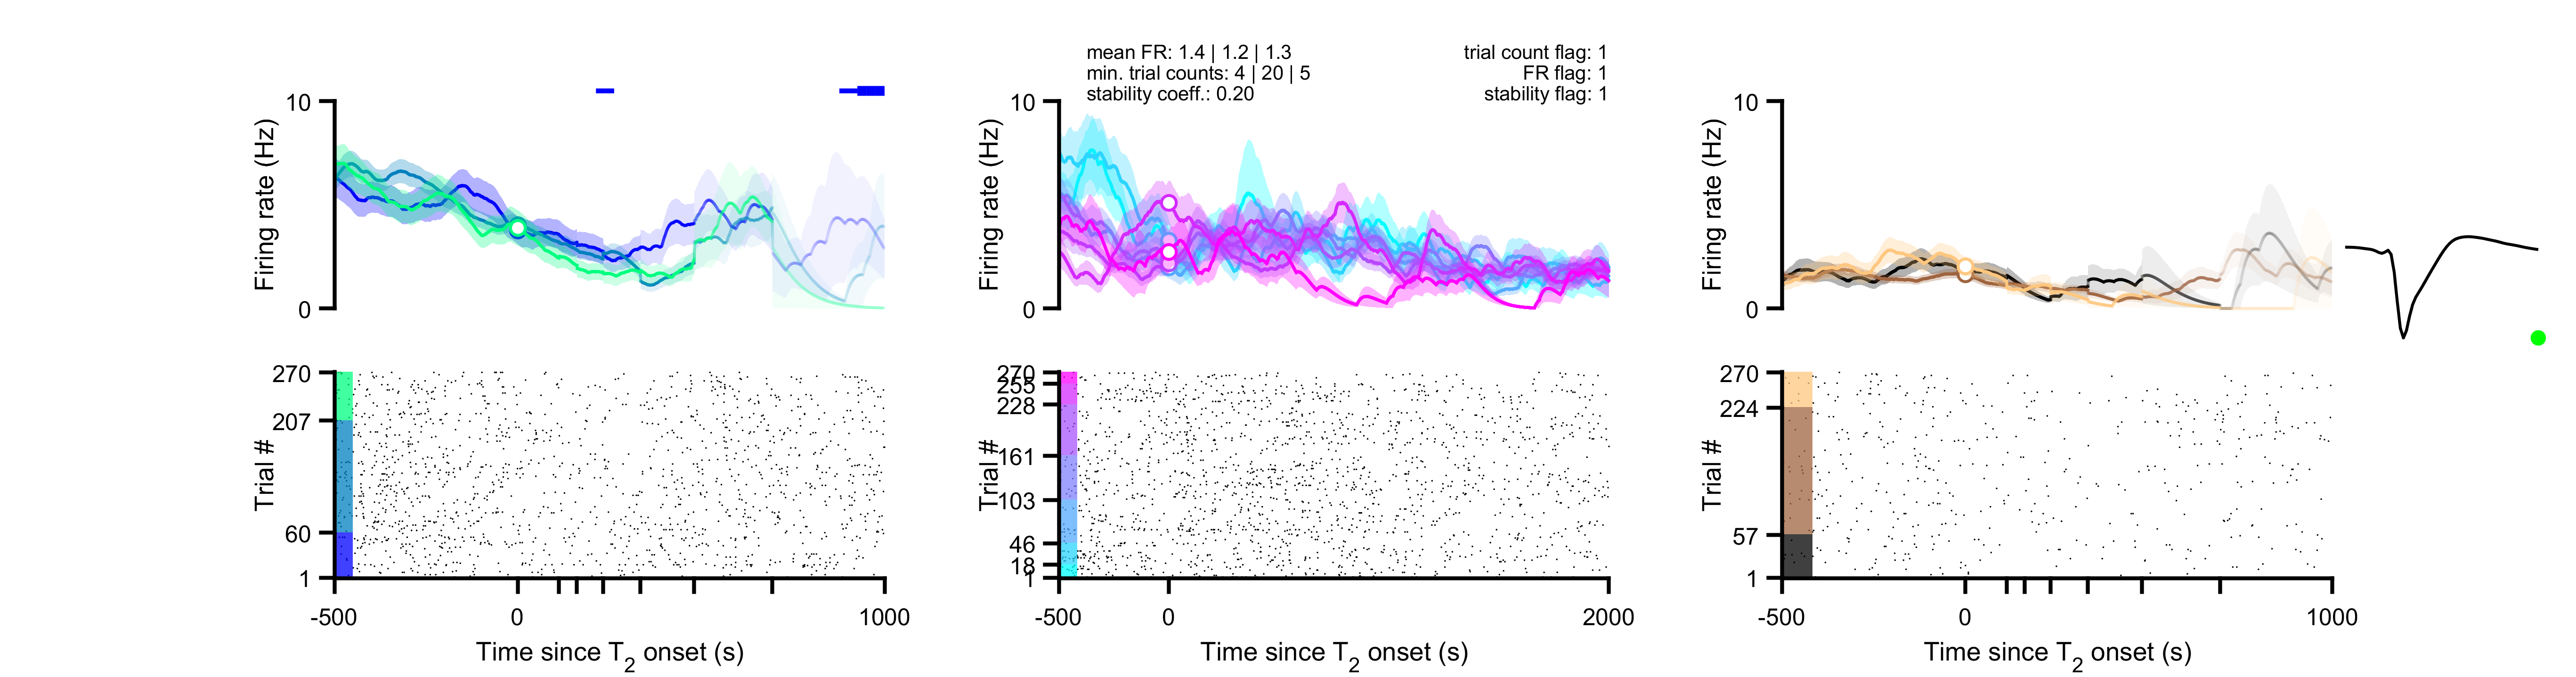 mean FR: 1.4 | 1.2 | 1.3
min. trial counts: 4 | 20 | 5
stability coeff.: 0.20
trial count flag: 1
FR flag: 1
stability flag: 1
10
Firing rate (Hz)
0
10
Firing rate (Hz)
0
10
Firing rate (Hz)
0
270
207
Trial #
60
1
-500
0
1000
Time since T2 onset (s)
270
255
228
Trial #
161
103
46
18
1
-500
0
2000
Time since T2 onset (s)
270
224
Trial #
57
1
-500
0
1000
Time since T2 onset (s)